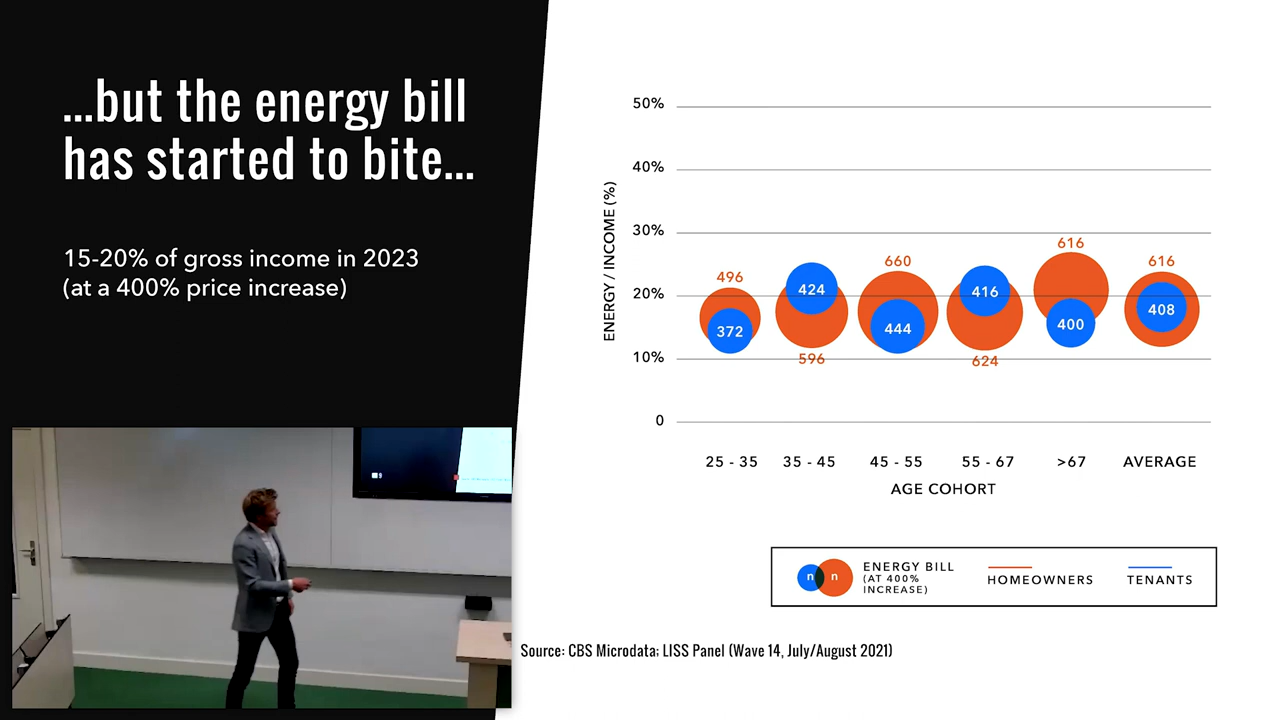 ...but the energy bill
has started to bite...
15-20% of gross income in 2023
(at a 400% price increase)
ENERGY / INCOME (%)
50%
40%
30%
20%
10%
0
496
372
424
596
660
444
416
624
616
400
616
408
25 - 35
35 - 45
45 - 55
55 - 67
>67
AVERAGE
AGE COHORT
n n
ENERGY BILL
(AT 400%
INCREASE)
HOMEOWNERS
TENANTS
Source: CBS Microdata; LISS Panel (Wave 14, July/August 2021)